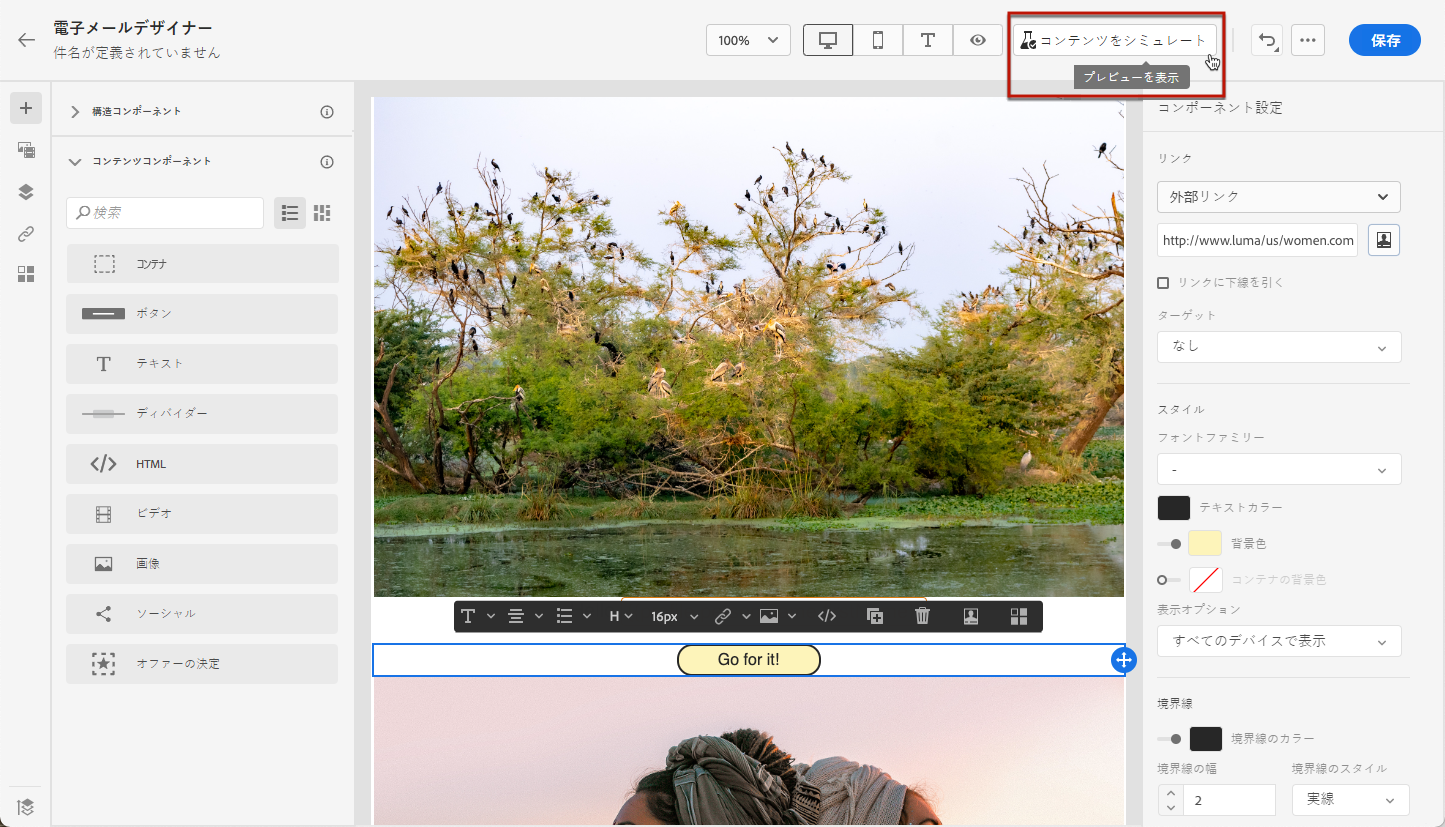 電子メールデザイナー
件名が定義されていません
100%
コンテンツをシミュレート
プレビューを表示
保存
構造コンポーネント
コンテンツコンポーネント
検索
コンテナ
ボタン
テキスト
ディバイダー
HTML
ビデオ
画像
ソーシャル
オファーの決定
H
16px
Go for it!
コンポーネント設定
リンク
外部リンク
http://www.luma/us/women.com
リンクに下線を引く
ターゲット
なし
スタイル
フォントファミリー
-
テキストカラー
背景色
コンテナの背景色
表示オプション
すべてのデバイスで表示
境界線
境界線のカラー
境界線の幅
境界線のスタイル
2
実線